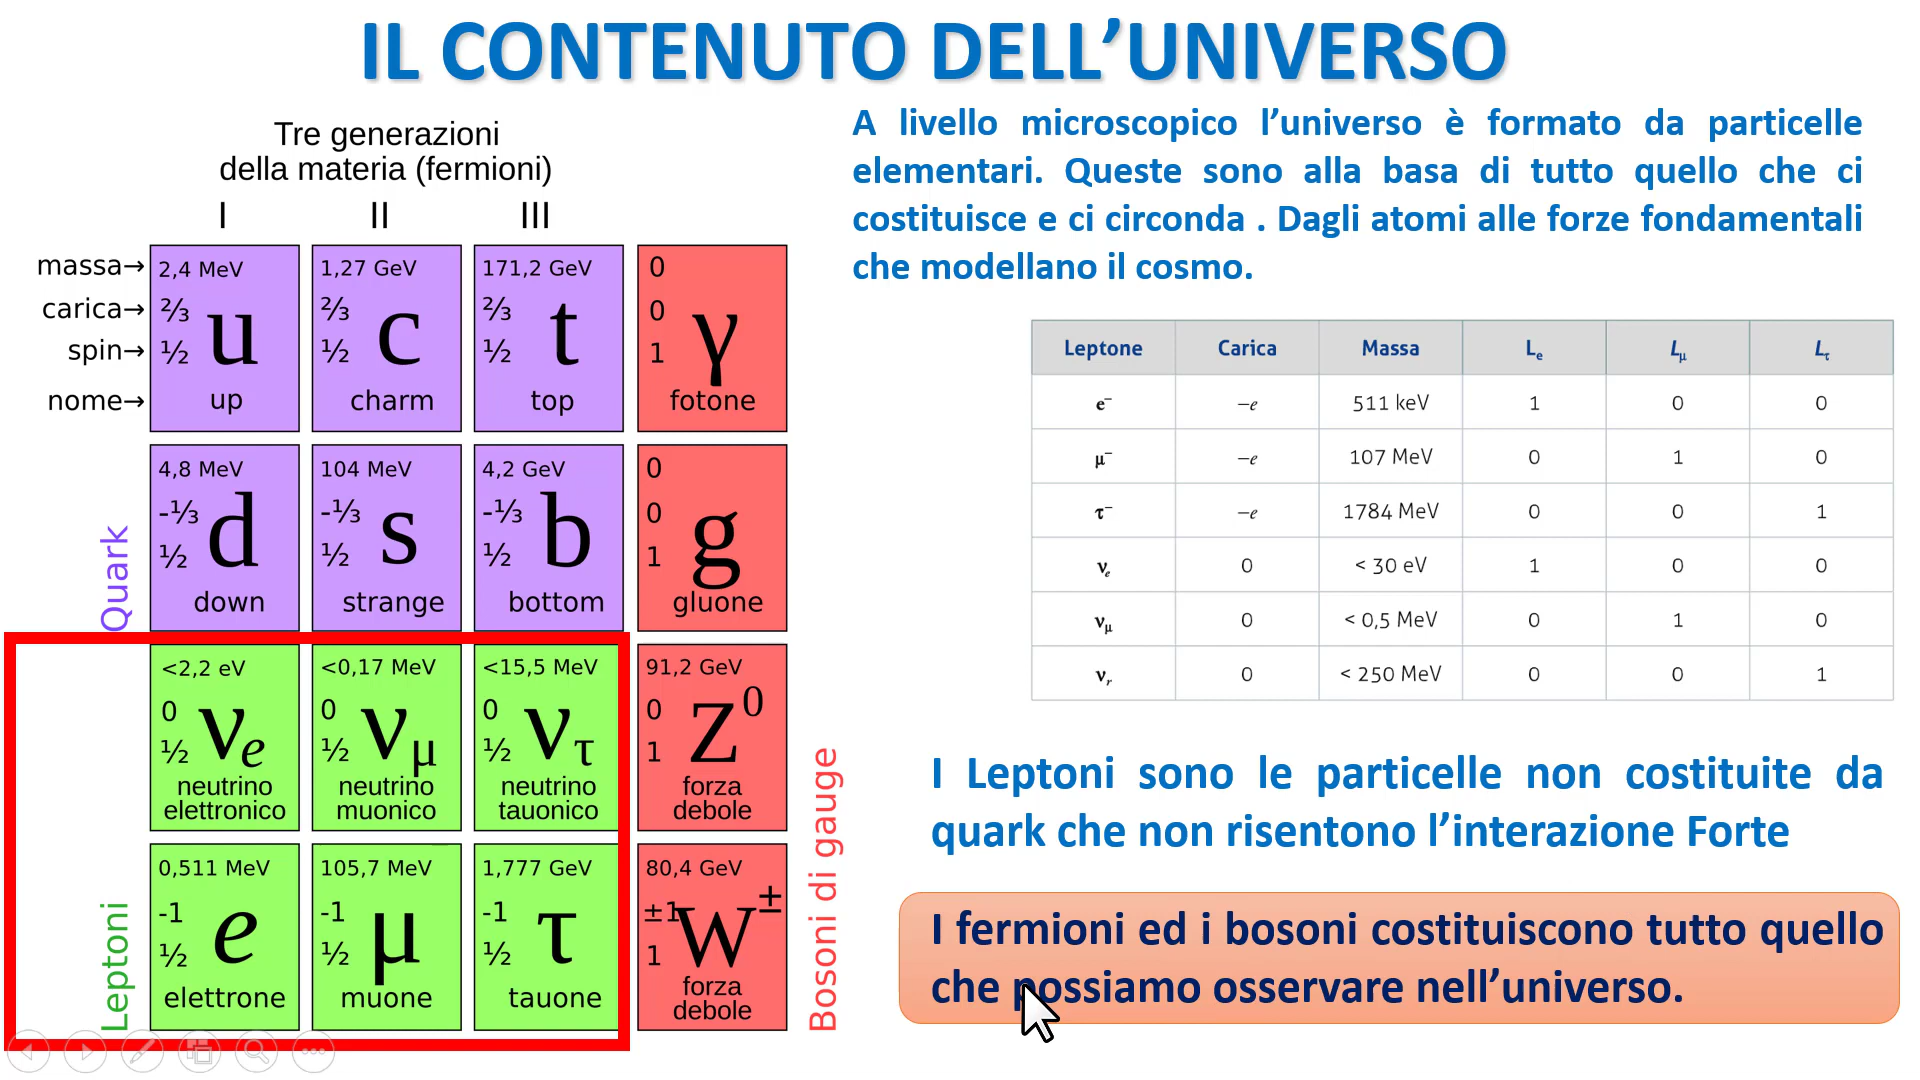 IL CONTENUTO DELL’UNIVERSO
Tre generazioni
della materia (fermioni)
I II III
massa→
carica→
spin→
nome→
2,4 MeV
⅔
½
u
up
1,27 GeV
⅔
½
c
charm
171,2 GeV
⅔
½
t
top
0
0
1
γ
fotone
Quark
4,8 MeV
-⅓
½
d
down
104 MeV
-⅓
½
s
strange
4,2 GeV
-⅓
½
b
bottom
0
0
1
g
gluone
Leptoni
<2,2 eV
0
½
νe
neutrino
elettronico
<0,17 MeV
0
½
νμ
neutrino
muonico
<15,5 MeV
0
½
ντ
neutrino
tauonico
91,2 GeV
0
1
Z⁰
forza
debole
0,511 MeV
-1
½
e
elettrone
105,7 MeV
-1
½
μ
muone
1,777 GeV
-1
½
τ
tauone
80,4 GeV
±1
1
W±
forza
debole
Bosoni di gauge
A livello microscopico l’universo è formato da particelle
elementari. Queste sono alla basa di tutto quello che ci
costituisce e ci circonda . Dagli atomi alle forze fondamentali
che modellano il cosmo.
Leptone Carica Massa Le Lμ Lτ
e⁻ –e 511 keV 1 0 0
μ⁻ –e 107 MeV 0 1 0
τ⁻ –e 1784 MeV 0 0 1
νe 0 < 30 eV 1 0 0
νμ 0 < 0,5 MeV 0 1 0
νr 0 < 250 MeV 0 0 1
I Leptoni sono le particelle non costituite da
quark che non risentono l’interazione Forte
I fermioni ed i bosoni costituiscono tutto quello
che possiamo osservare nell’universo.